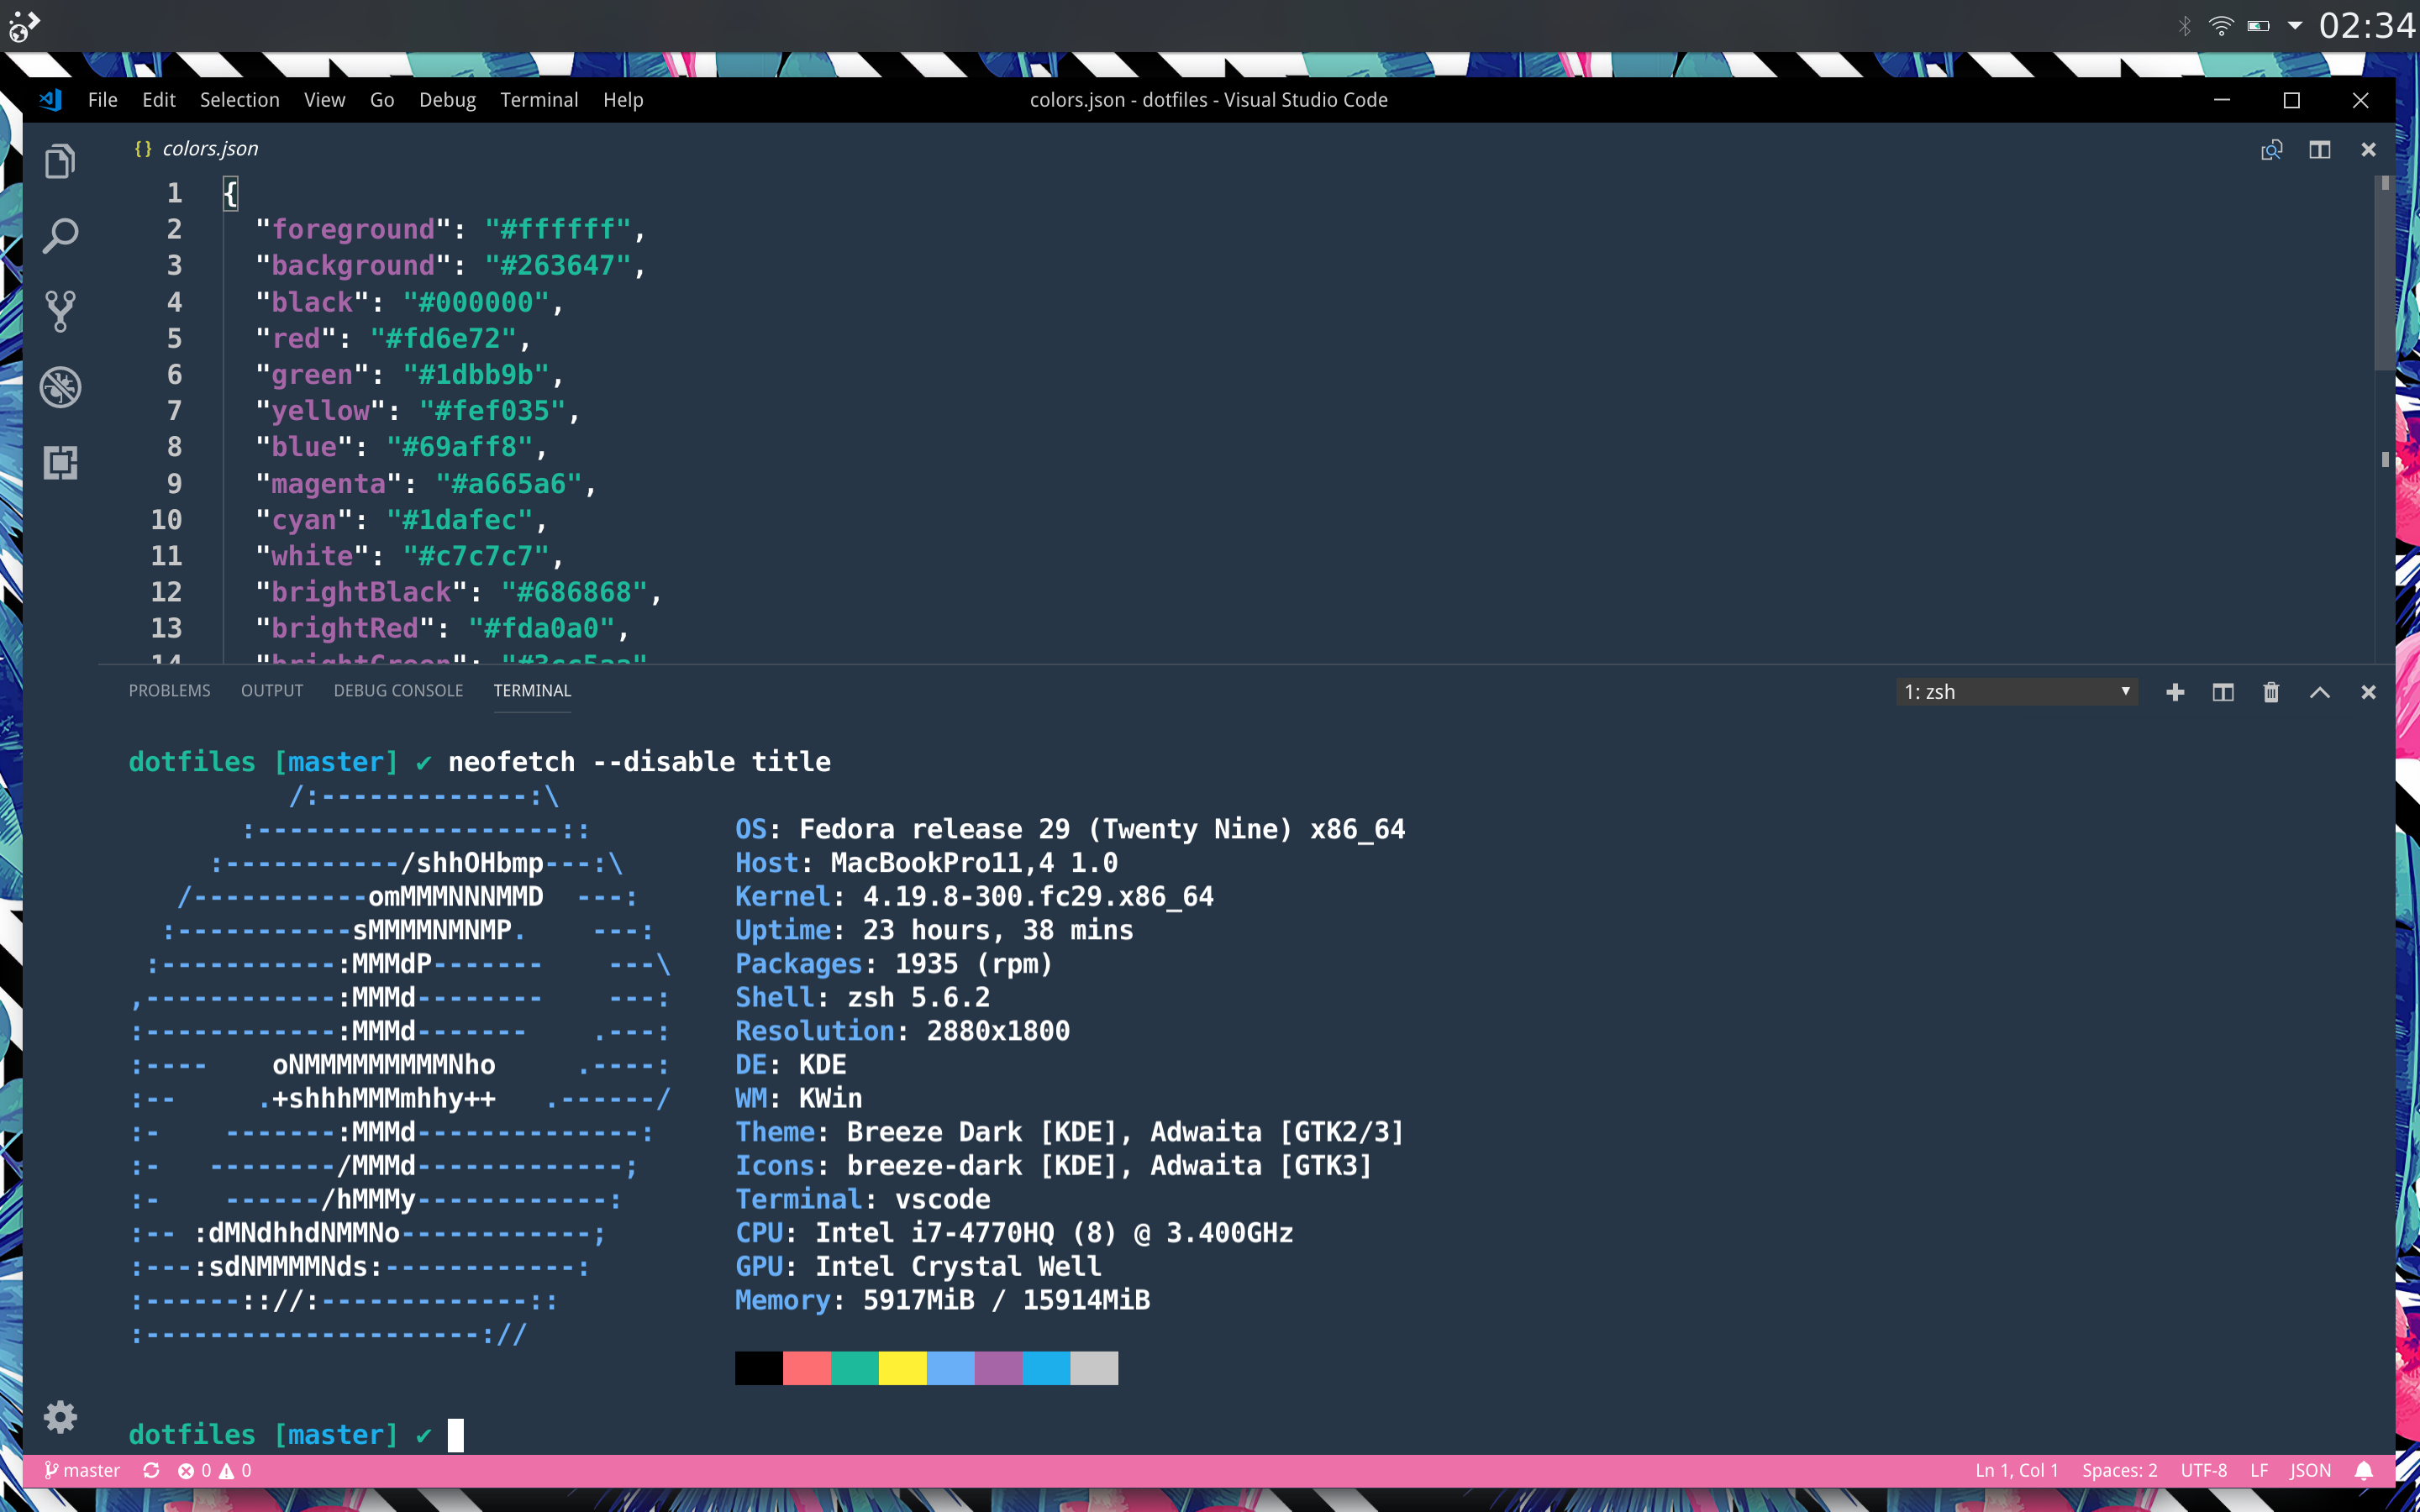 02:34
File Edit Selection View Go Debug Terminal Help colors.json - dotfiles - Visual Studio Code
{} colors.json
1 {
2 "foreground": "#ffffff",
3 "background": "#263647",
4 "black": "#000000",
5 "red": "#fd6e72",
6 "green": "#1dbb9b",
7 "yellow": "#fef035",
8 "blue": "#69aff8",
9 "magenta": "#a665a6",
10 "cyan": "#1dafec",
11 "white": "#c7c7c7",
12 "brightBlack": "#686868",
13 "brightRed": "#fda0a0",
14 "brightGreen": "#3cc5aa"
PROBLEMS OUTPUT DEBUG CONSOLE TERMINAL 1: zsh
dotfiles [master] ✔ neofetch --disable title
/:-------------:\
:-------------------:: OS: Fedora release 29 (Twenty Nine) x86_64
:-----------/shhOHbmp---:\ Host: MacBookPro11,4 1.0
/-----------omMMMNNNMMD ---: Kernel: 4.19.8-300.fc29.x86_64
:-----------sMMMMNMNMP. ---: Uptime: 23 hours, 38 mins
:-----------:MMMdP------- ---\ Packages: 1935 (rpm)
,------------:MMMd-------- ---: Shell: zsh 5.6.2
:------------:MMMd------- .---: Resolution: 2880x1800
:---- oNMMMMMMMMMNho .----: DE: KDE
:-- .+shhhMMMmhhy++ .------/ WM: KWin
:- -------:MMMd--------------: Theme: Breeze Dark [KDE], Adwaita [GTK2/3]
:- --------/MMMd-------------; Icons: breeze-dark [KDE], Adwaita [GTK3]
:- ------/hMMMy------------: Terminal: vscode
:-- :dMNdhhdNMMNo------------; CPU: Intel i7-4770HQ (8) @ 3.400GHz
:---:sdNMMMMNds:------------: GPU: Intel Crystal Well
:------:://:-------------:: Memory: 5917MiB / 15914MiB
:---------------------://
dotfiles [master] ✔
master 0 0 Ln 1, Col 1 Spaces: 2 UTF-8 LF JSON